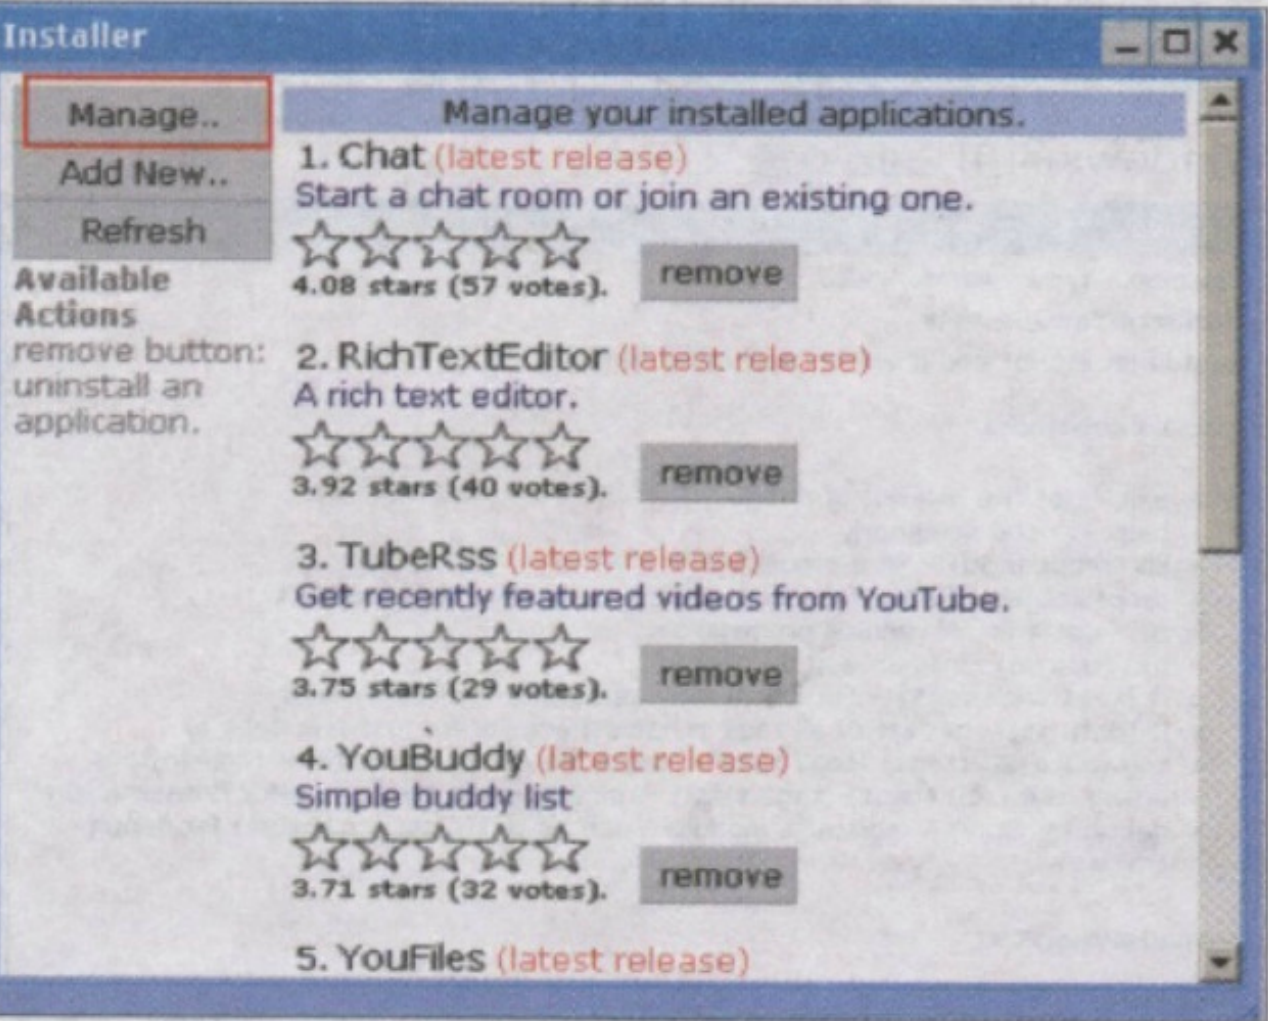 Installer
Manage..
Add New..
Refresh
Available
Actions
remove button:
uninstall an
application.
Manage your installed applications.
1. Chat (latest release)
Start a chat room or join an existing one.
4.08 stars (57 votes).
remove
2. RichTextEditor (latest release)
A rich text editor.
3.92 stars (40 votes).
remove
3. TubeRss (latest release)
Get recently featured videos from YouTube.
3.75 stars (29 votes).
remove
4. YouBuddy (latest release)
Simple buddy list
3.71 stars (32 votes).
remove
5. YouFiles (latest release)